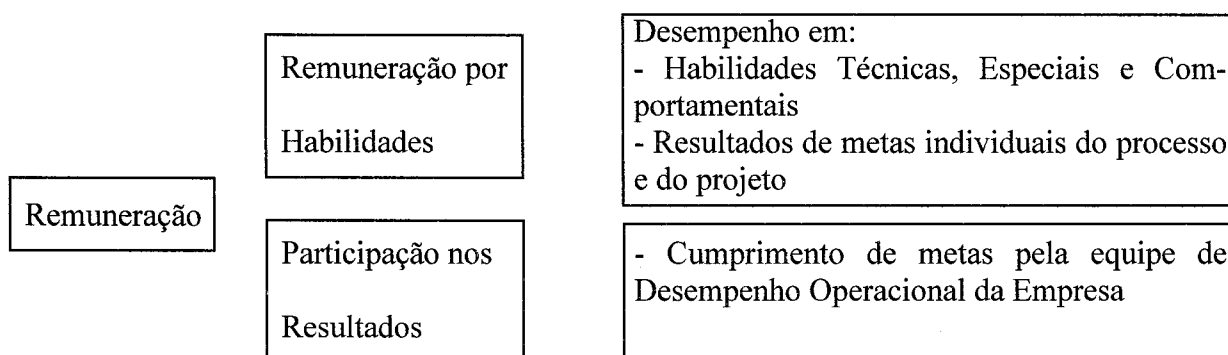 Remuneração
Remuneração por
Habilidades
Desempenho em:
- Habilidades Técnicas, Especiais e Com-
portamentais
- Resultados de metas individuais do processo
e do projeto
Participação nos
Resultados
- Cumprimento de metas pela equipe de
Desempenho Operacional da Empresa